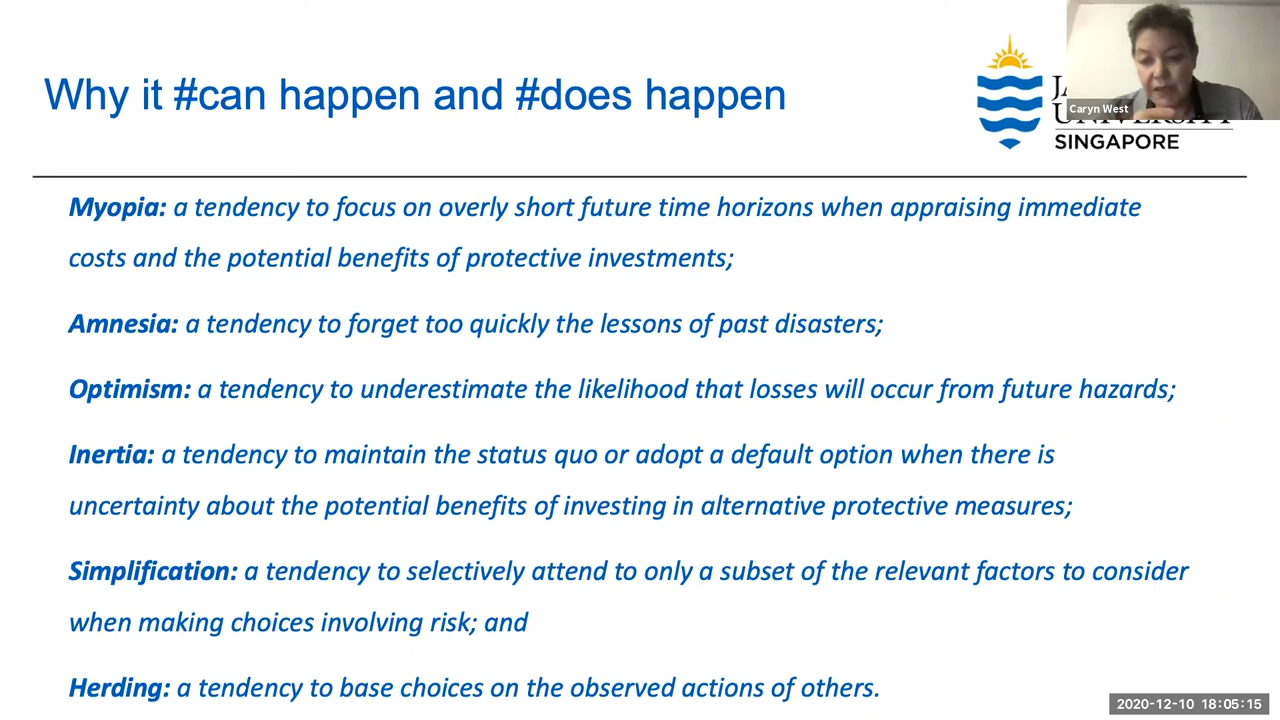 Why it #can happen and #does happen
Caryn West
SINGAPORE
Myopia: a tendency to focus on overly short future time horizons when appraising immediate
costs and the potential benefits of protective investments;
Amnesia: a tendency to forget too quickly the lessons of past disasters;
Optimism: a tendency to underestimate the likelihood that losses will occur from future hazards;
Inertia: a tendency to maintain the status quo or adopt a default option when there is
uncertainty about the potential benefits of investing in alternative protective measures;
Simplification: a tendency to selectively attend to only a subset of the relevant factors to consider
when making choices involving risk; and
Herding: a tendency to base choices on the observed actions of others.
2020-12-10 18:05:15